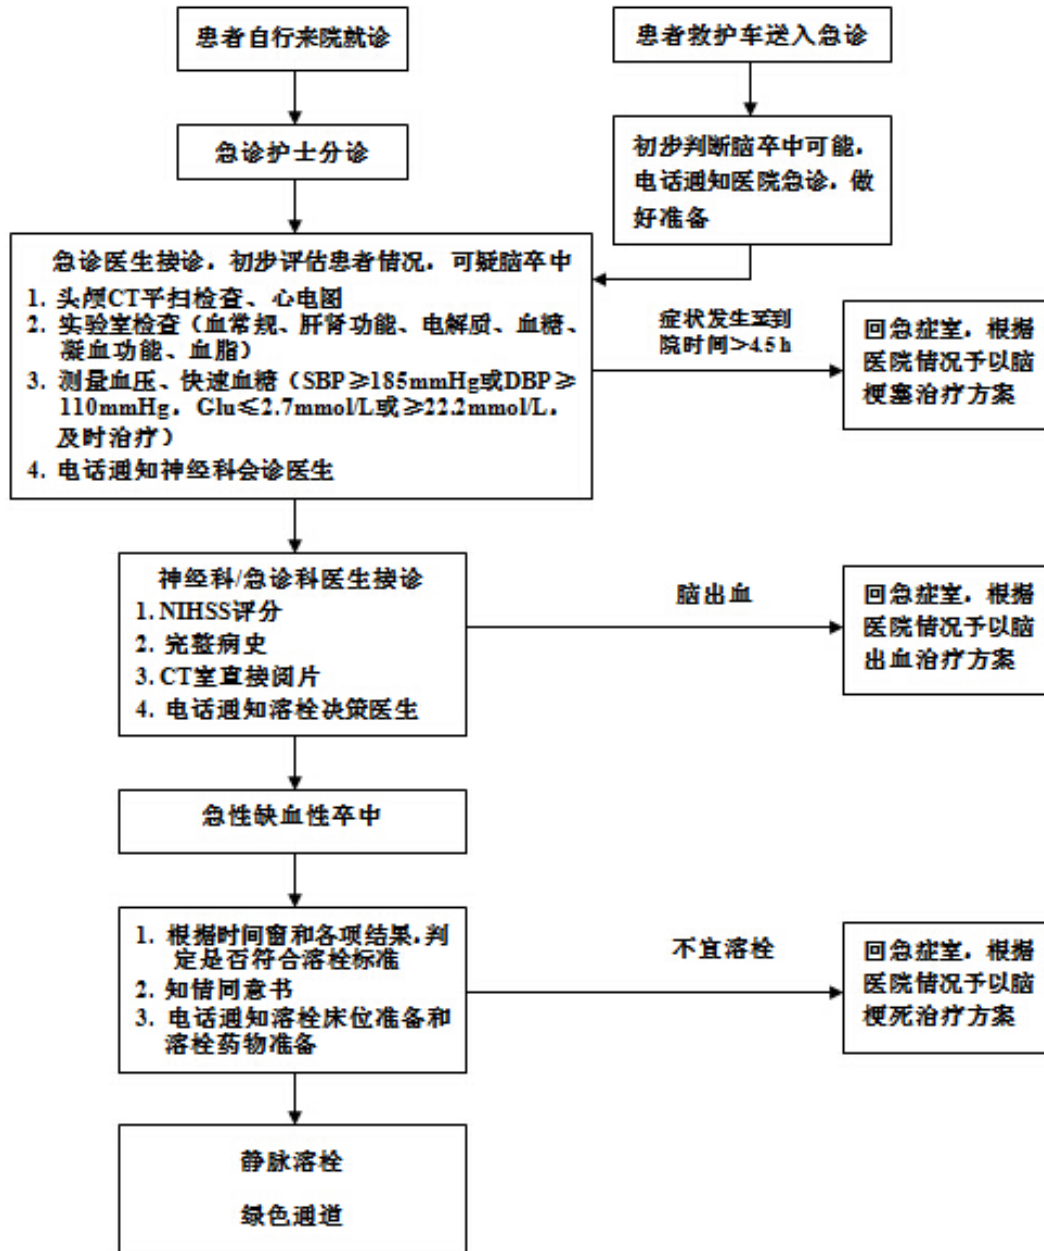 患者自行来院就诊
患者救护车送入急诊
急诊护士分诊
初步判断脑卒中可能，
电话通知医院急诊，做
好准备
急诊医生接诊，初步评估患者情况，可疑脑卒中
1. 头颅CT平扫检查、心电图
2. 实验室检查（血常规、肝肾功能、电解质、血糖、
凝血功能、血脂）
3. 测量血压、快速血糖（SBP≥185mmHg或DBP≥
110mmHg，Glu≤2.7mmol/L或≥22.2mmol/L，
及时治疗）
4. 电话通知神经科会诊医生
症状发生至到
院时间>4.5 h
回急症室，根据
医院情况予以脑
梗塞治疗方案
神经科/急诊科医生接诊
1. NIHSS评分
2. 完整病史
3. CT室直接阅片
4. 电话通知溶栓决策医生
脑出血
回急症室，根据
医院情况予以脑
出血治疗方案
急性缺血性卒中
1. 根据时间窗和各项结果，判
定是否符合溶栓标准
2. 知情同意书
3. 电话通知溶栓床位准备和
溶栓药物准备
不宜溶栓
回急症室，根据
医院情况予以脑
梗死治疗方案
静脉溶栓
绿色通道